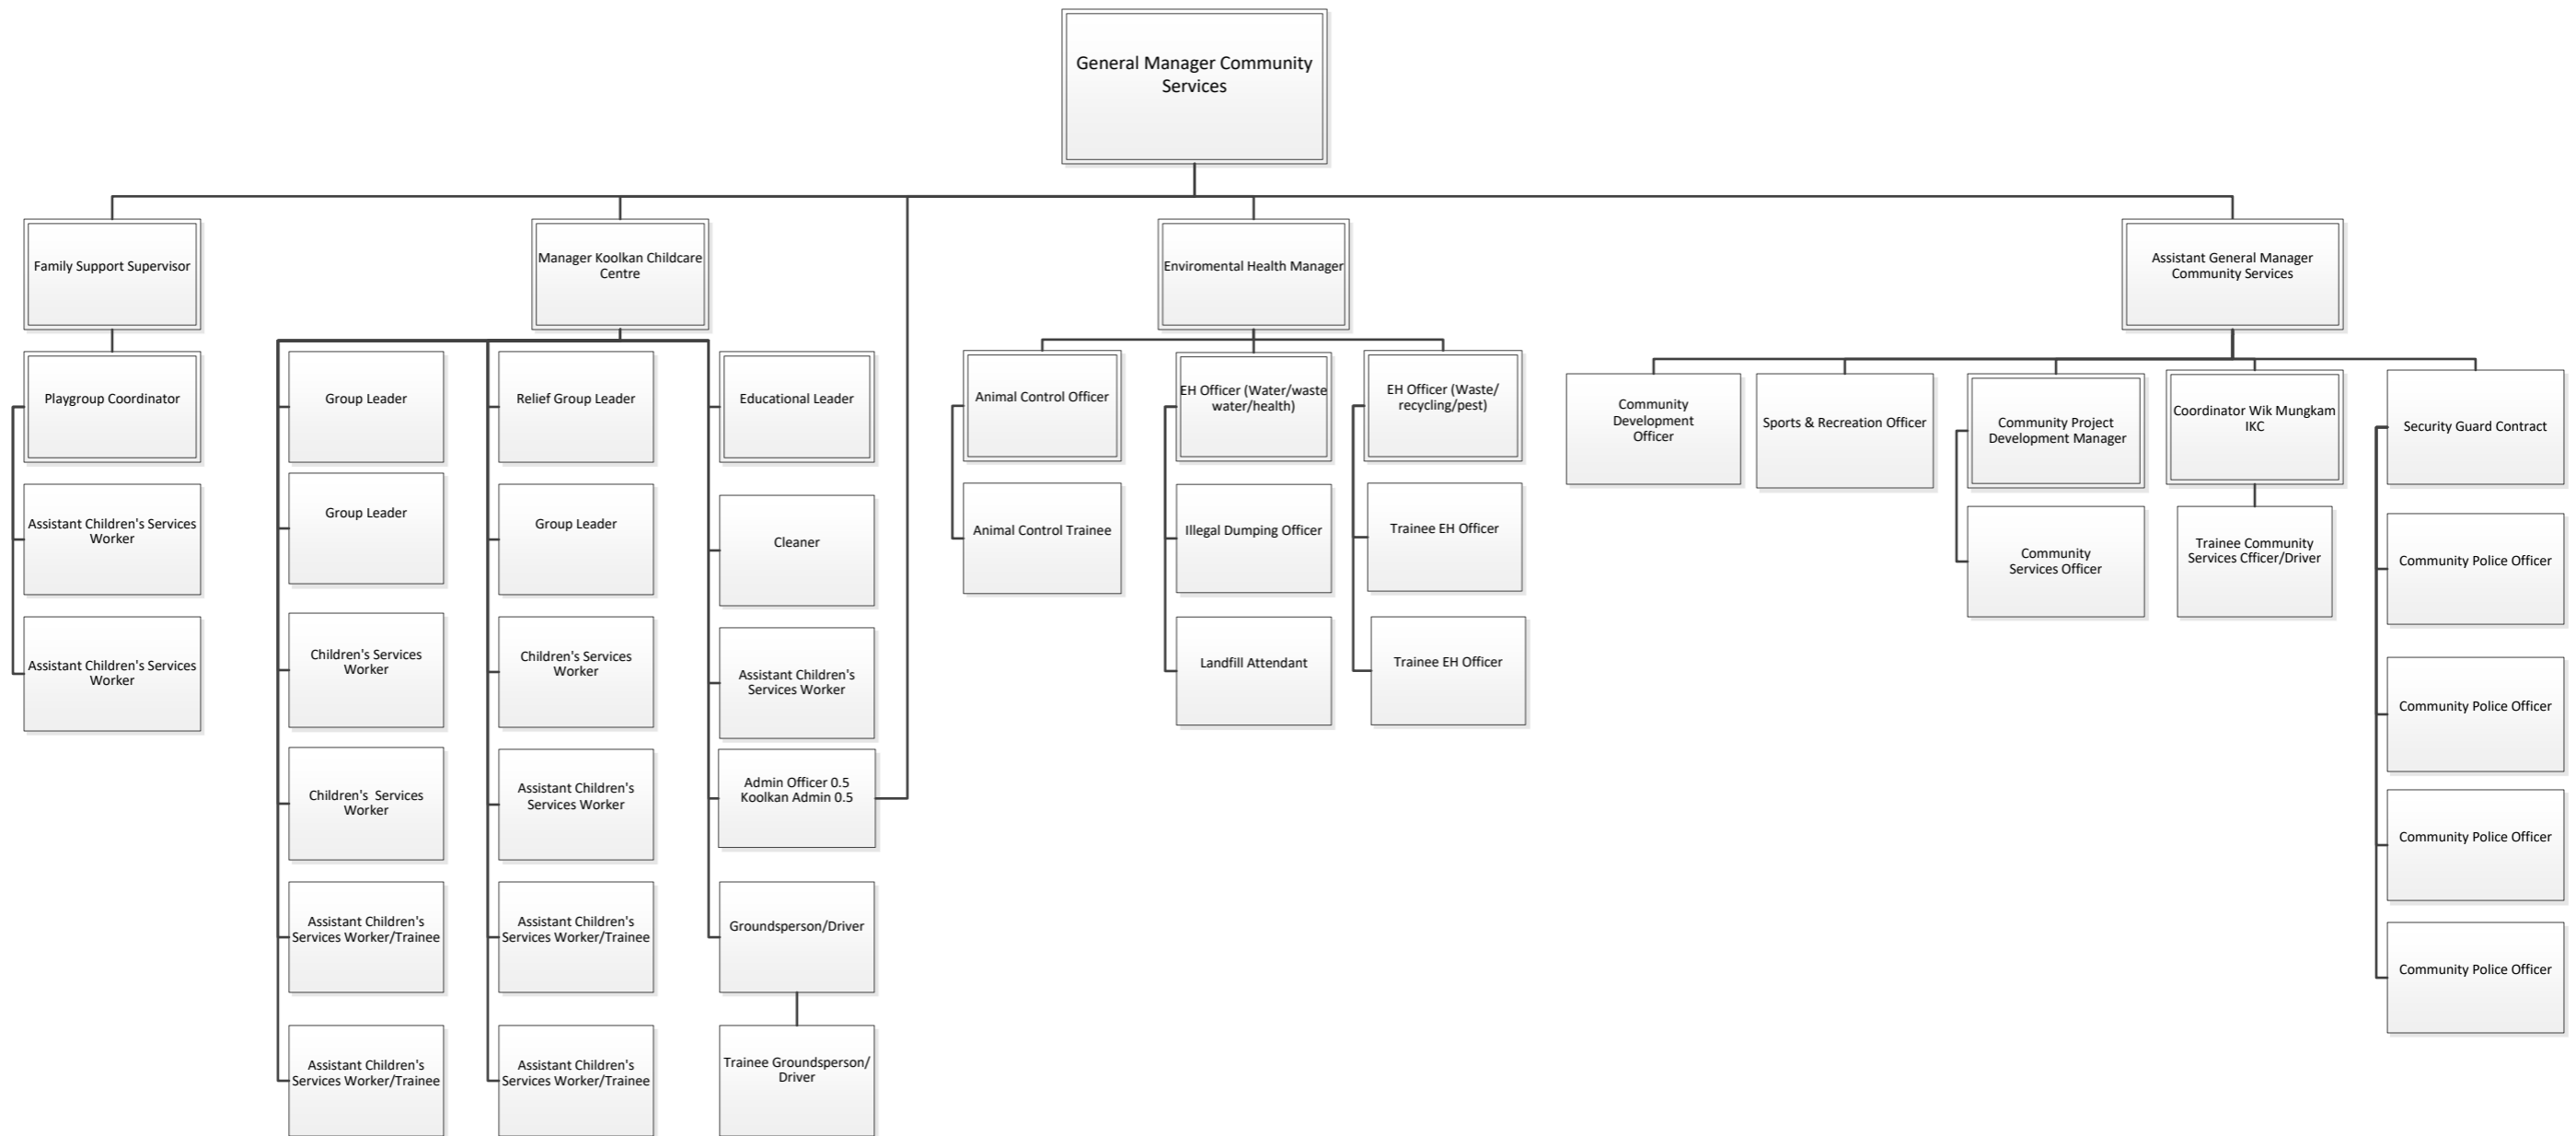 General Manager Community
Services
Family Support Supervisor
Manager Koolkan Childcare
Centre
Enviromental Health Manager
Assistant General Manager
Community Services
Playgroup Coordinator
Assistant Children's Services
Worker
Assistant Children's Services
Worker
Group Leader
Group Leader
Children's Services
Worker
Children's  Services
Worker
Assistant Children's
Services Worker/Trainee
Assistant Children's
Services Worker/Trainee
Relief Group Leader
Group Leader
Children's Services
Worker
Assistant Children's
Services Worker
Assistant Children's
Services Worker/Trainee
Assistant Children's
Services Worker/Trainee
Educational Leader
Cleaner
Assistant Children's
Services Worker
Admin Officer 0.5
Koolkan Admin 0.5
Groundsperson/Driver
Trainee Groundsperson/
Driver
Animal Control Officer
Animal Control Trainee
EH Officer (Water/waste
water/health)
Illegal Dumping Officer
Landfill Attendant
EH Officer (Waste/
recycling/pest)
Trainee EH Officer
Trainee EH Officer
Community
Development
Officer
Sports & Recreation Officer
Community Project
Development Manager
Community
Services Officer
Coordinator Wik Mungkam
IKC
Trainee Community
Services Cfficer/Driver
Security Guard Contract
Community Police Officer
Community Police Officer
Community Police Officer
Community Police Officer